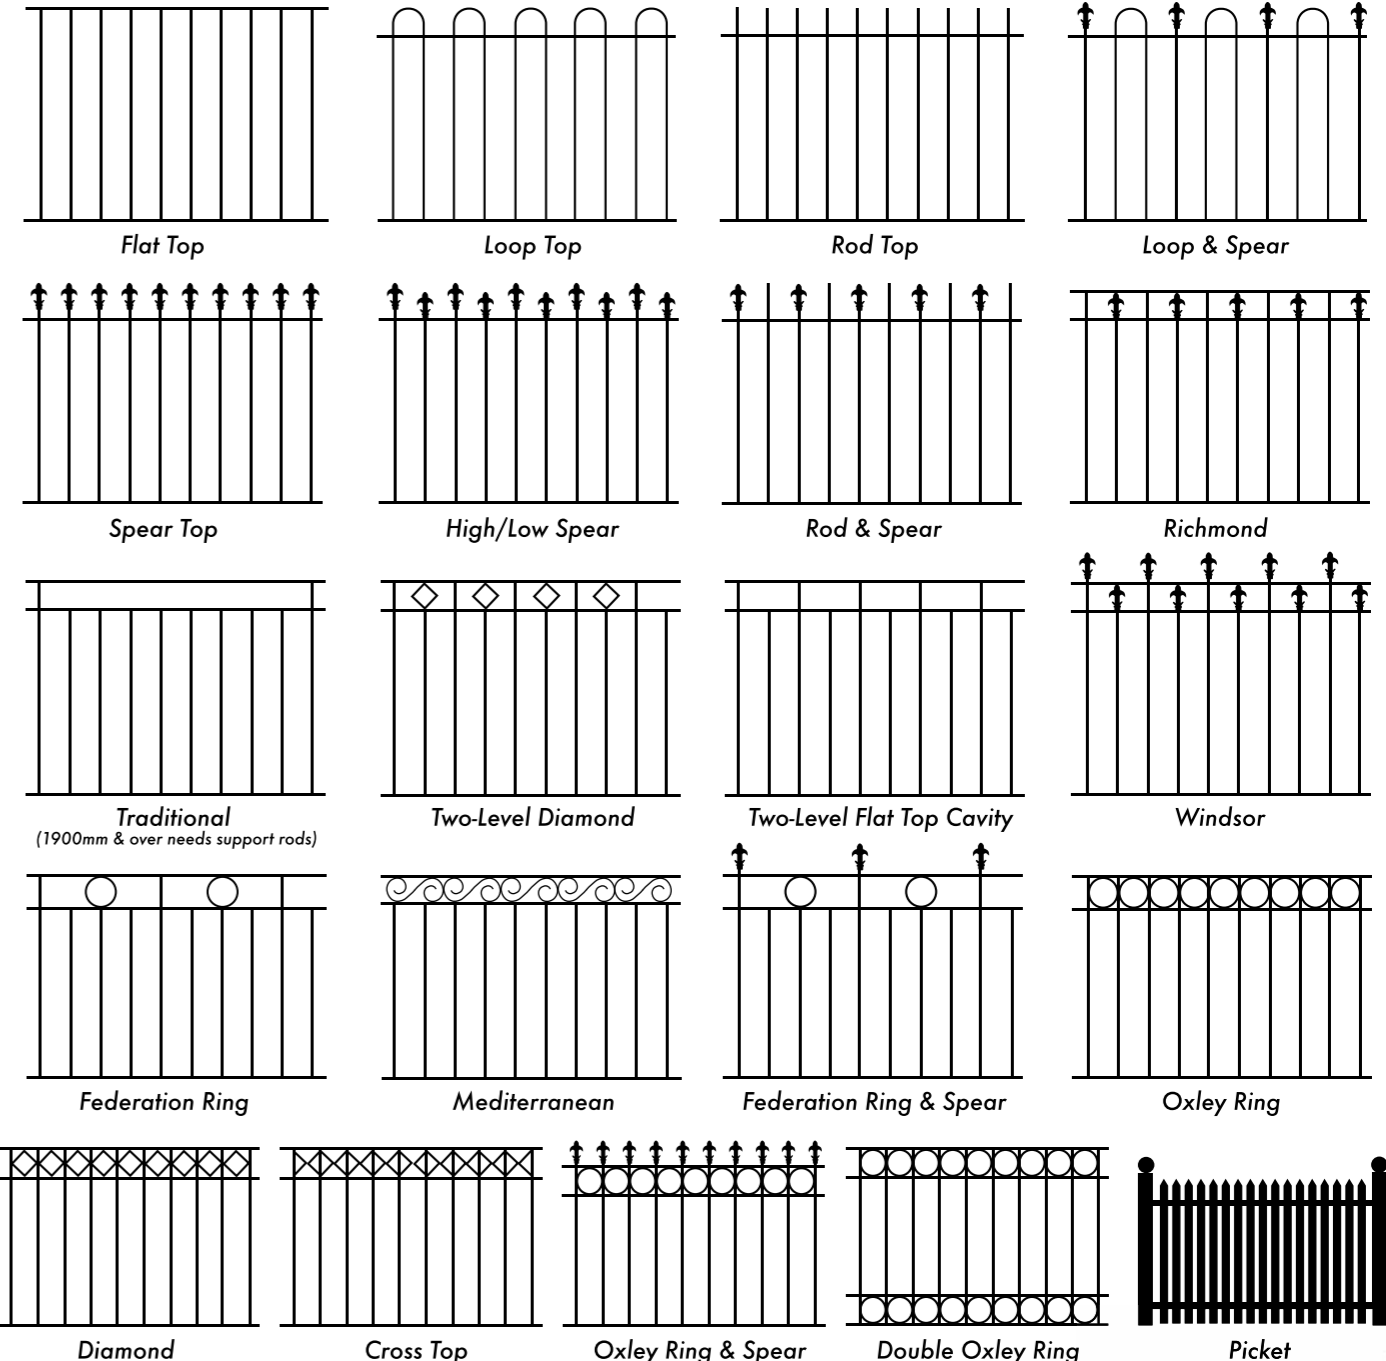 Flat Top
Loop Top
Rod Top
Loop & Spear
Spear Top
High/Low Spear
Rod & Spear
Richmond
Traditional
(1900mm & over needs support rods)
Two-Level Diamond
Two-Level Flat Top Cavity
Windsor
Federation Ring
Mediterranean
Federation Ring & Spear
Oxley Ring
Diamond
Cross Top
Oxley Ring & Spear
Double Oxley Ring
Picket